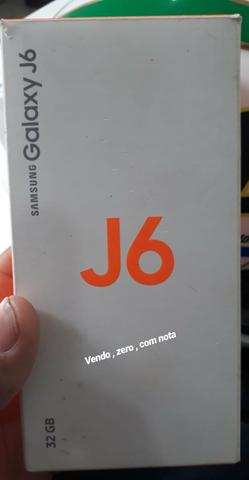 SAMSUNG Galaxy J6
J6
Vendo , zero , com nota
32 GB